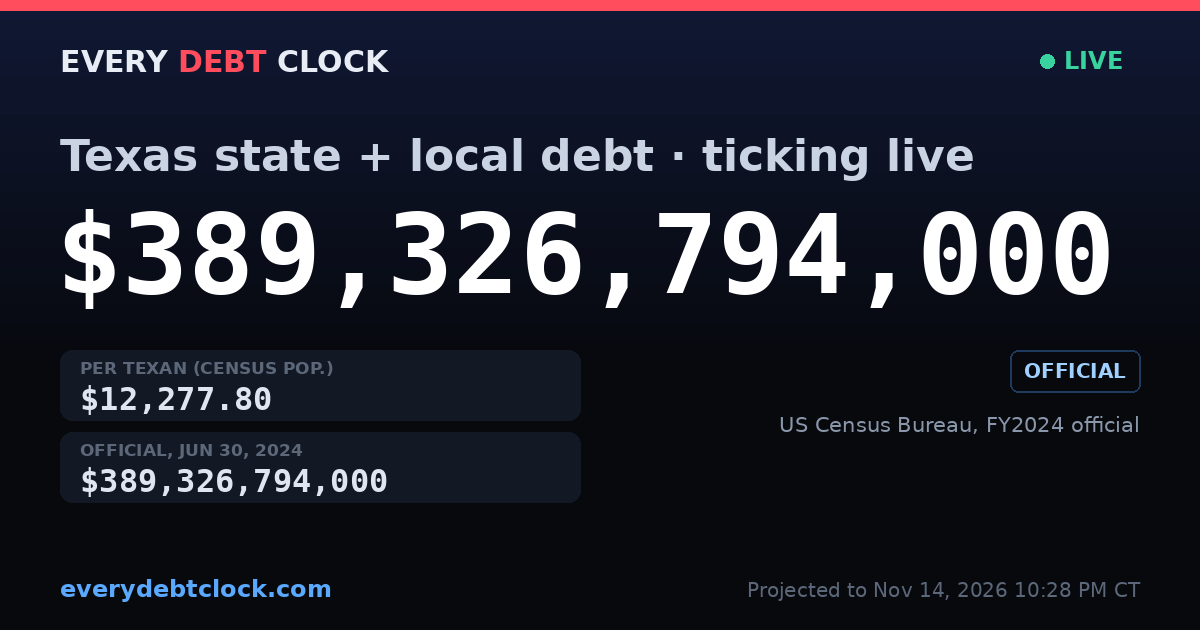 EVERY DEBT CLOCK
LIVE
Texas state + local debt · ticking live
$389,326,794,000
PER TEXAN (CENSUS POP.)
$12,277.80
OFFICIAL, JUN 30, 2024
$389,326,794,000
OFFICIAL
US Census Bureau, FY2024 official
everydebtclock.com
Projected to Nov 14, 2026 10:28 PM CT